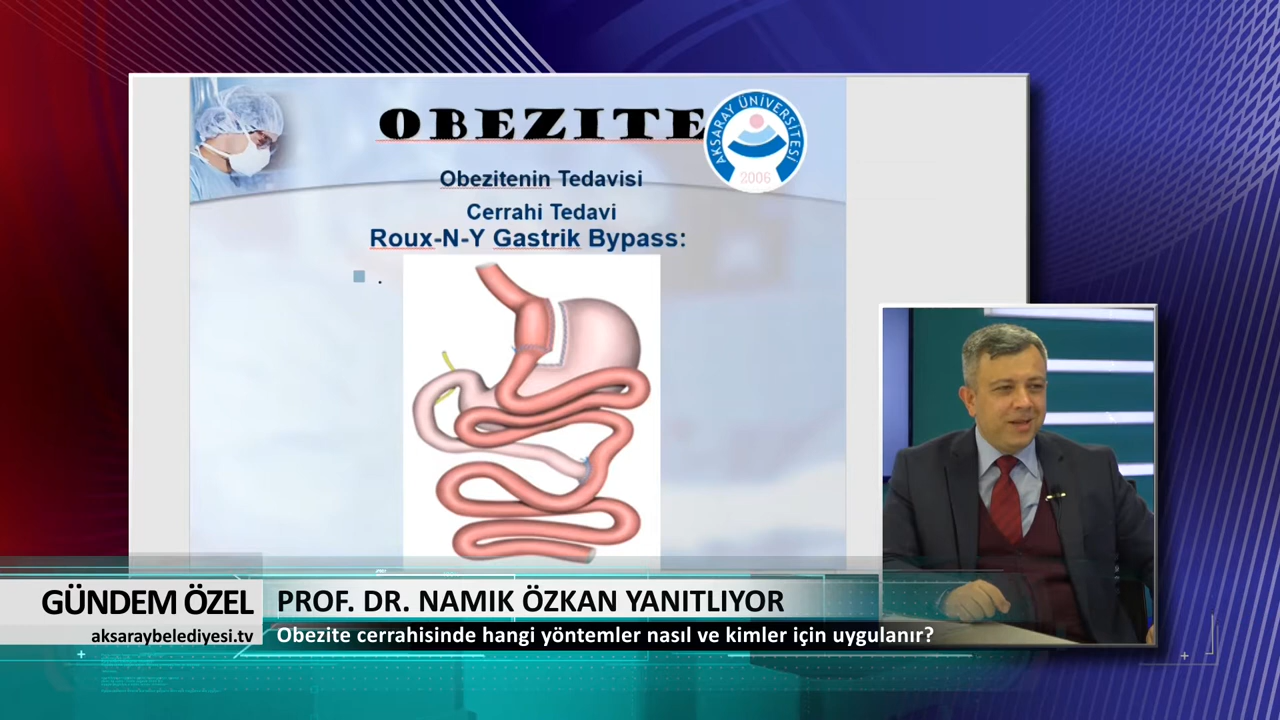 OBEZITE
AKSARAY ÜNİVERSİTESİ
2006
Obezitenin Tedavisi
Cerrahi Tedavi
Roux-N-Y Gastrik Bypass:
GÜNDEM ÖZEL
aksaraybelediyesi.tv
PROF. DR. NAMIK ÖZKAN YANITLIYOR
Obezite cerrahisinde hangi yöntemler nasıl ve kimler için uygulanır?